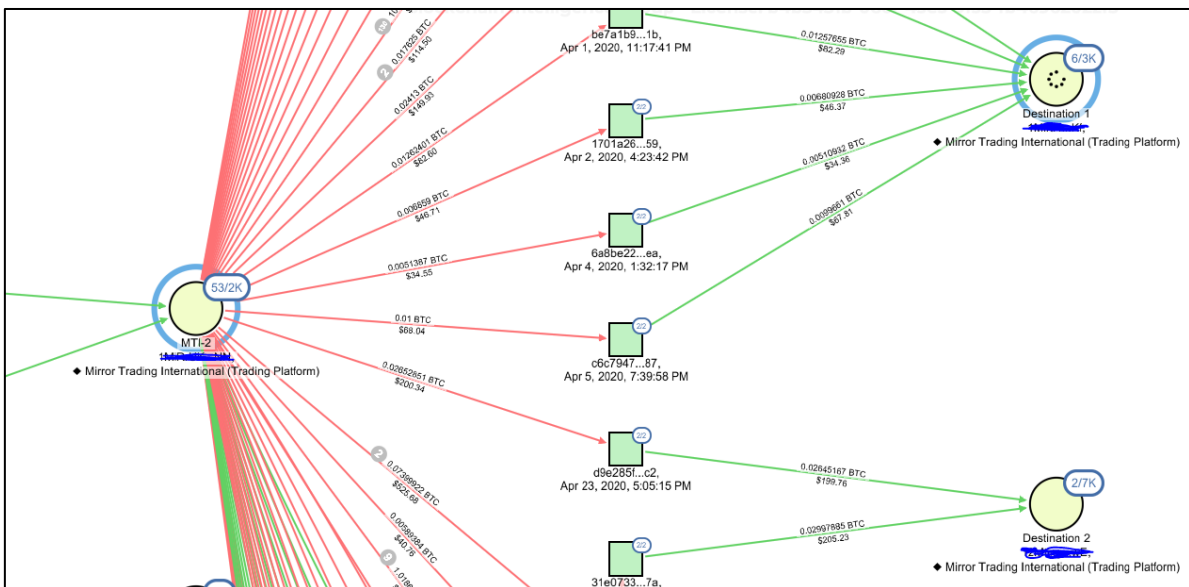 0.017625 BTC
$114.50
2
0.02413 BTC
$149.93
0.01262401 BTC
$82.60
0.006859 BTC
$46.71
0.0051387 BTC
$34.55
0.01 BTC
$68.04
0.02652851 BTC
$200.34
2
0.07399922 BTC
$525.68
0.00589384 BTC
$40.76
53/2K
MTI-2
◆ Mirror Trading International (Trading Platform)
be7a1b9...1b,
Apr 1, 2020, 11:17:41 PM
2/2
1701a26...59,
Apr 2, 2020, 4:23:42 PM
2/2
6a8be22...ea,
Apr 4, 2020, 1:32:17 PM
2/2
c6c7947...87,
Apr 5, 2020, 7:39:58 PM
2/2
d9e285f...c2,
Apr 23, 2020, 5:05:15 PM
2/2
31e0733...7a,
0.01257655 BTC
$82.29
0.00680928 BTC
$46.37
0.00510932 BTC
$34.36
0.0099661 BTC
$67.81
0.02645167 BTC
$199.76
0.02997885 BTC
$205.23
6/3K
Destination 1
◆ Mirror Trading International (Trading Platform)
2/7K
Destination 2
◆ Mirror Trading International (Trading Platform)